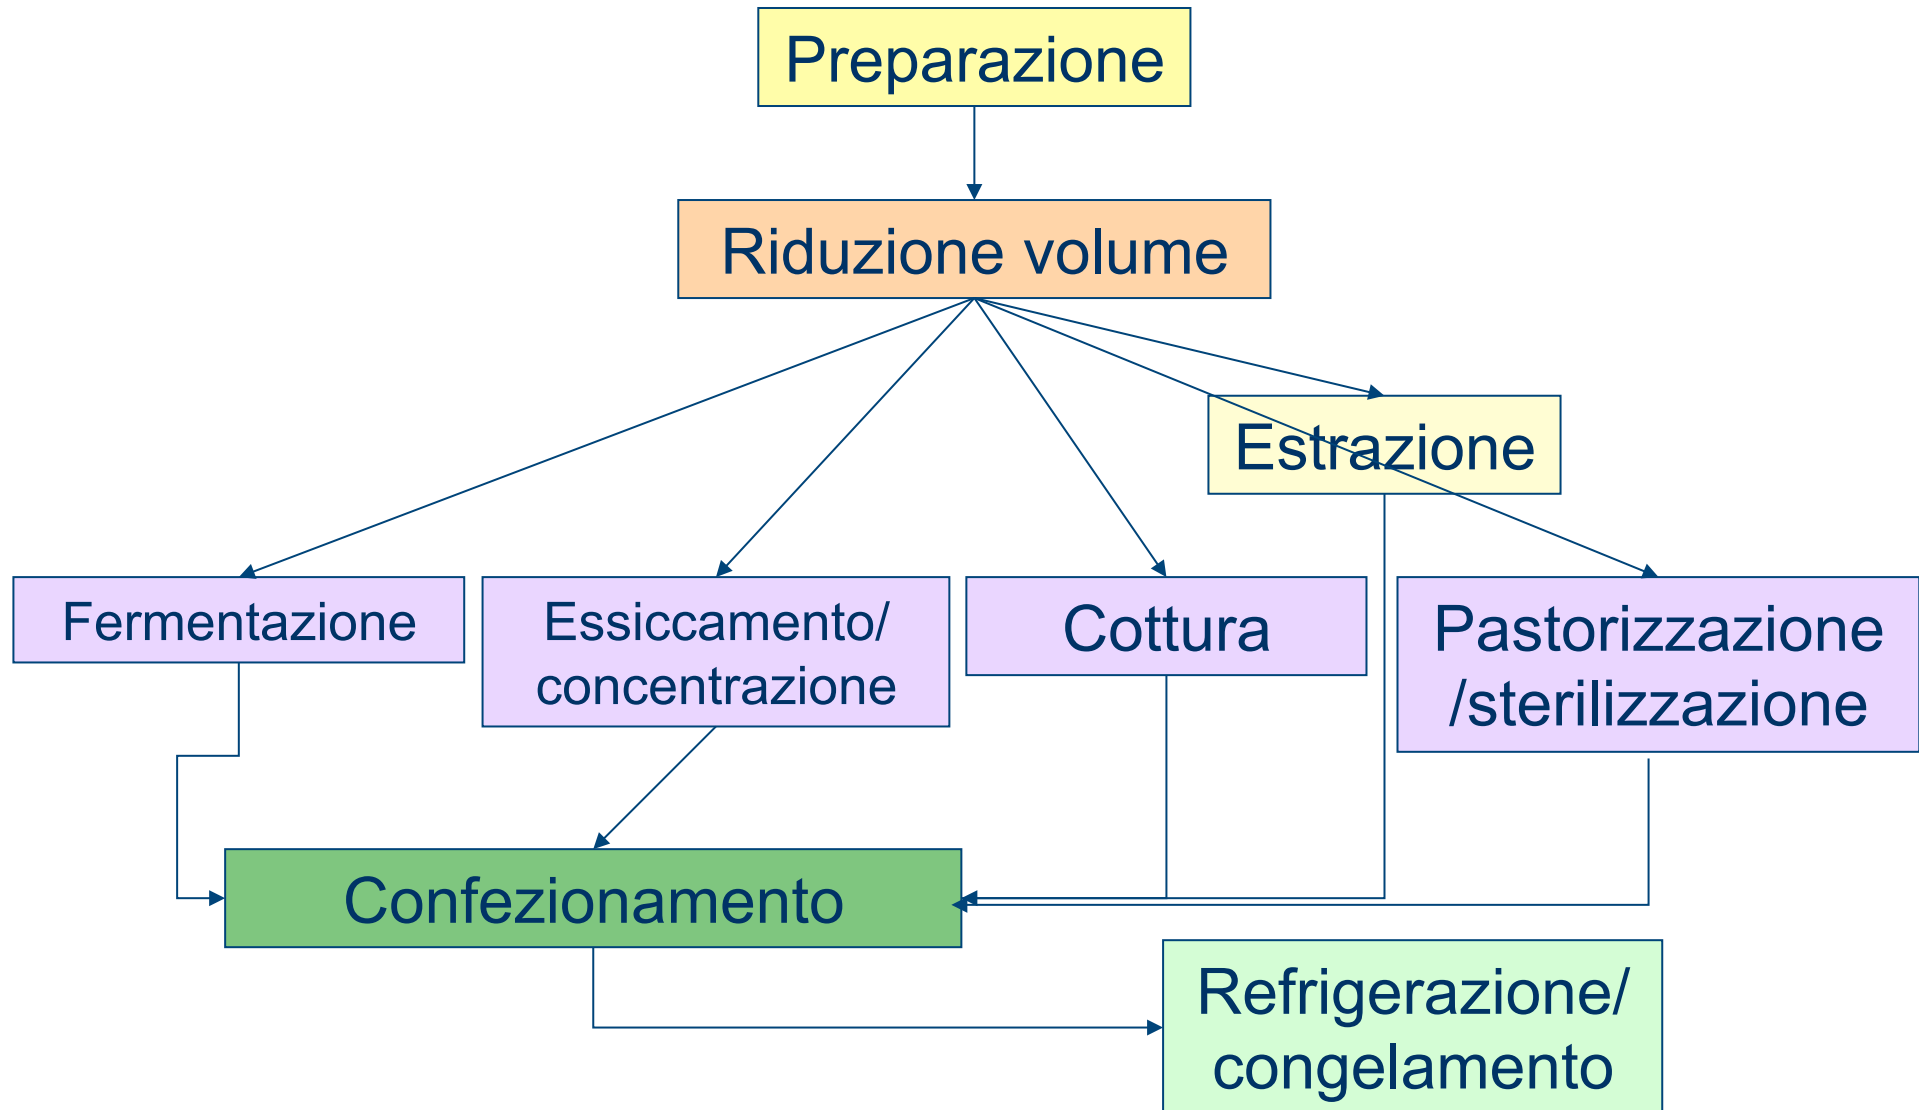 Preparazione
Riduzione volume
Estrazione
Fermentazione
Essiccamento/
concentrazione
Cottura
Pastorizzazione
/sterilizzazione
Confezionamento
Refrigerazione/
congelamento